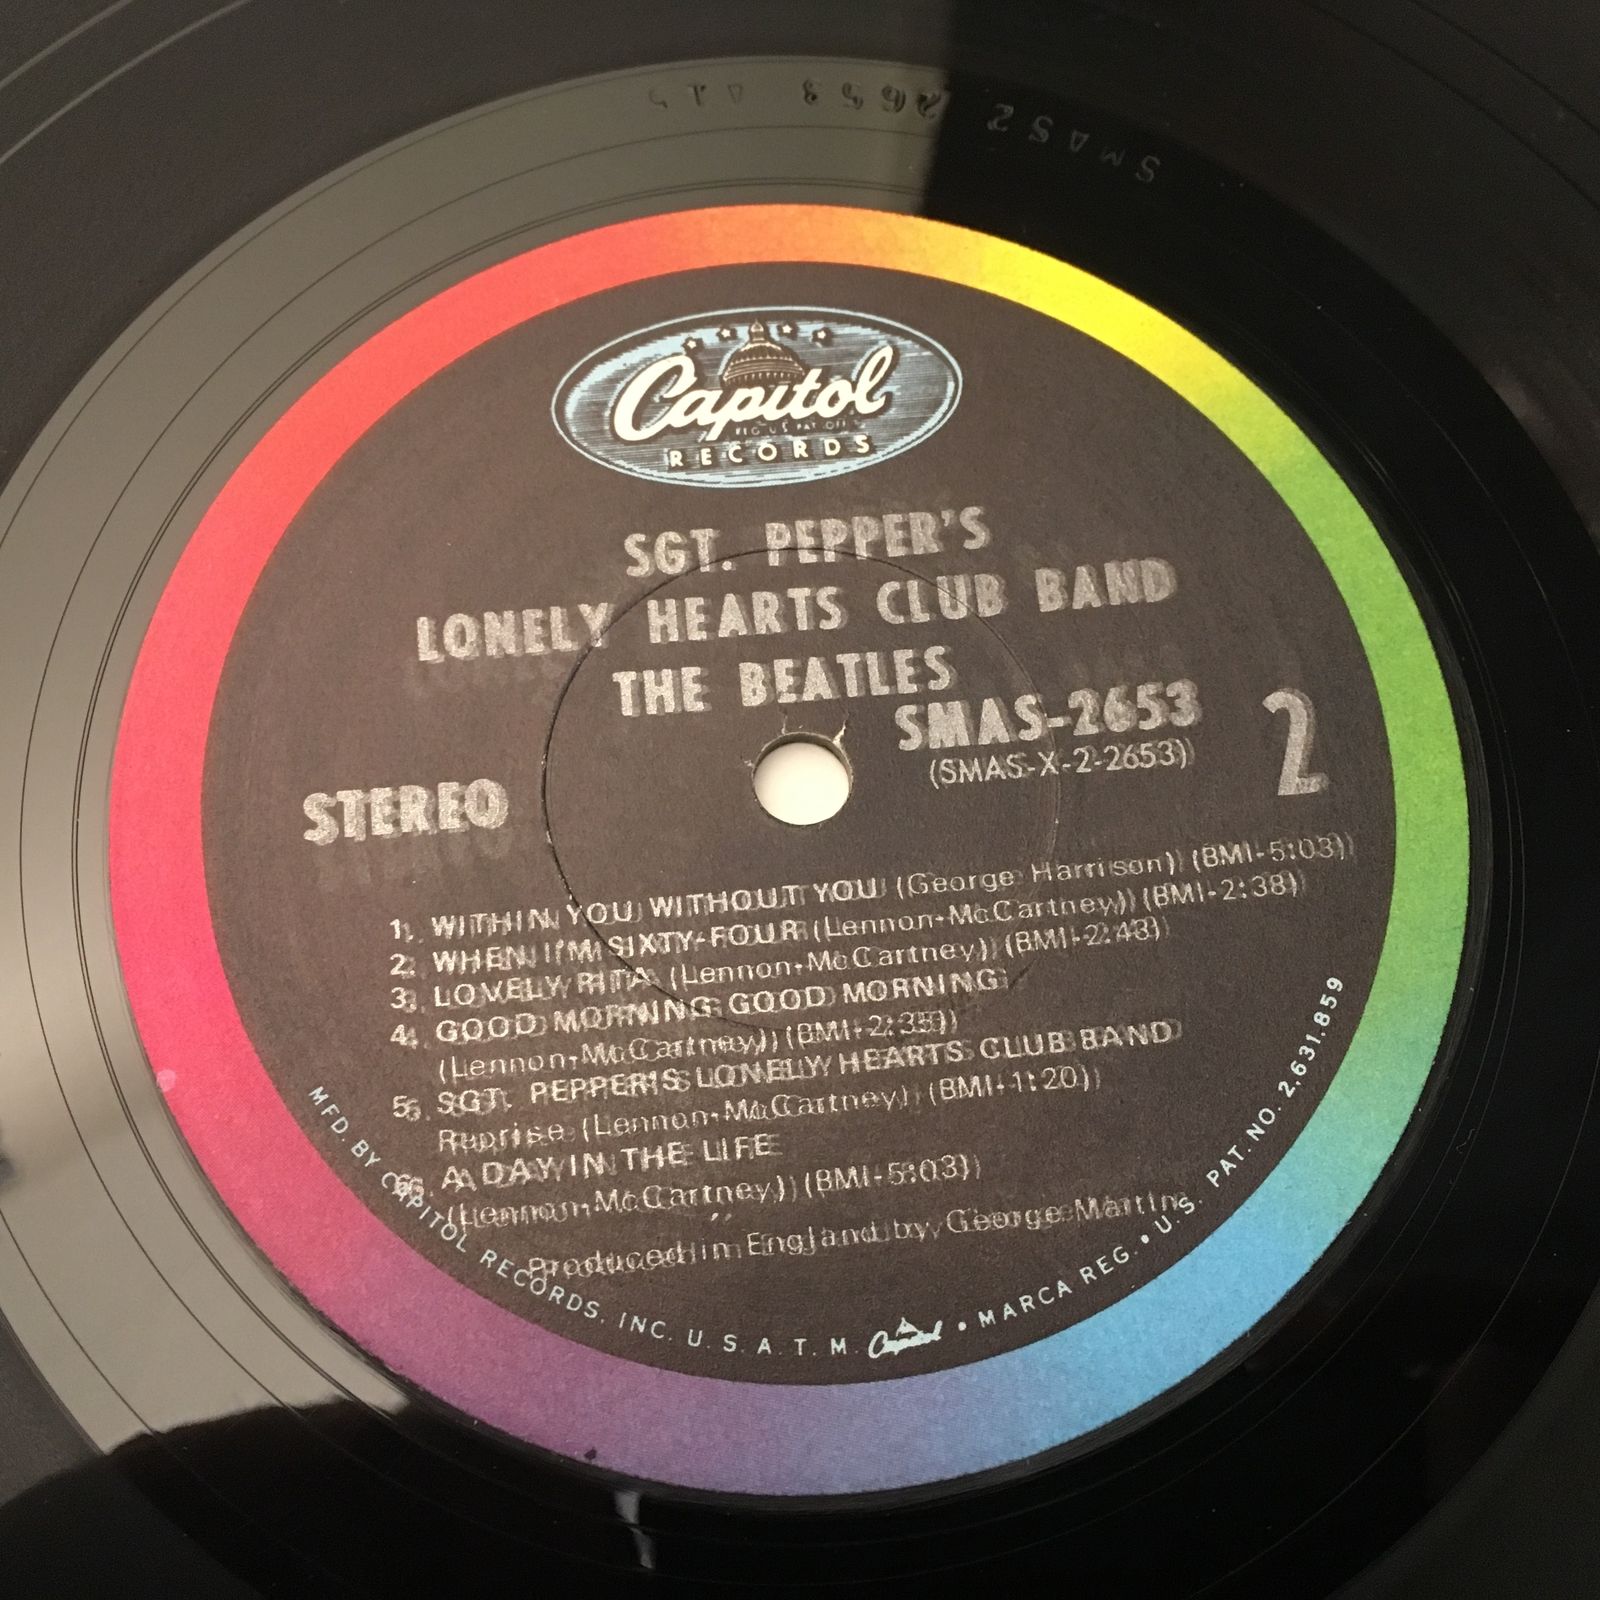 SMAS2 2653
Capitol
REG. U.S. PAT. OFF.
RECORDS
SGT. PEPPER'S
LONELY HEARTS CLUB BAND
THE BEATLES
SMAS-2653
(SMAS-X-2-2653)
2
STEREO
1. WITHIN YOU WITHOUT YOU (George Harrison) (BMI-5:03)
2. WHEN I'M SIXTY-FOUR (Lennon-McCartney) (BMI-2:38)
3. LOVELY RITA (Lennon-McCartney) (BMI-2:43)
4. GOOD MORNING GOOD MORNING
(Lennon-McCartney) (BMI-2:35)
5. SGT. PEPPER'S LONELY HEARTS CLUB BAND
Reprise (Lennon-McCartney) (BMI-1:20)
6. A DAY IN THE LIFE
(Lennon-McCartney) (BMI-5:03)
Produced in England by George Martin
MFD. BY CAPITOL RECORDS, INC. U.S.A. T.M. Capitol • MARCA REG. • U.S. PAT. NO. 2,631,859